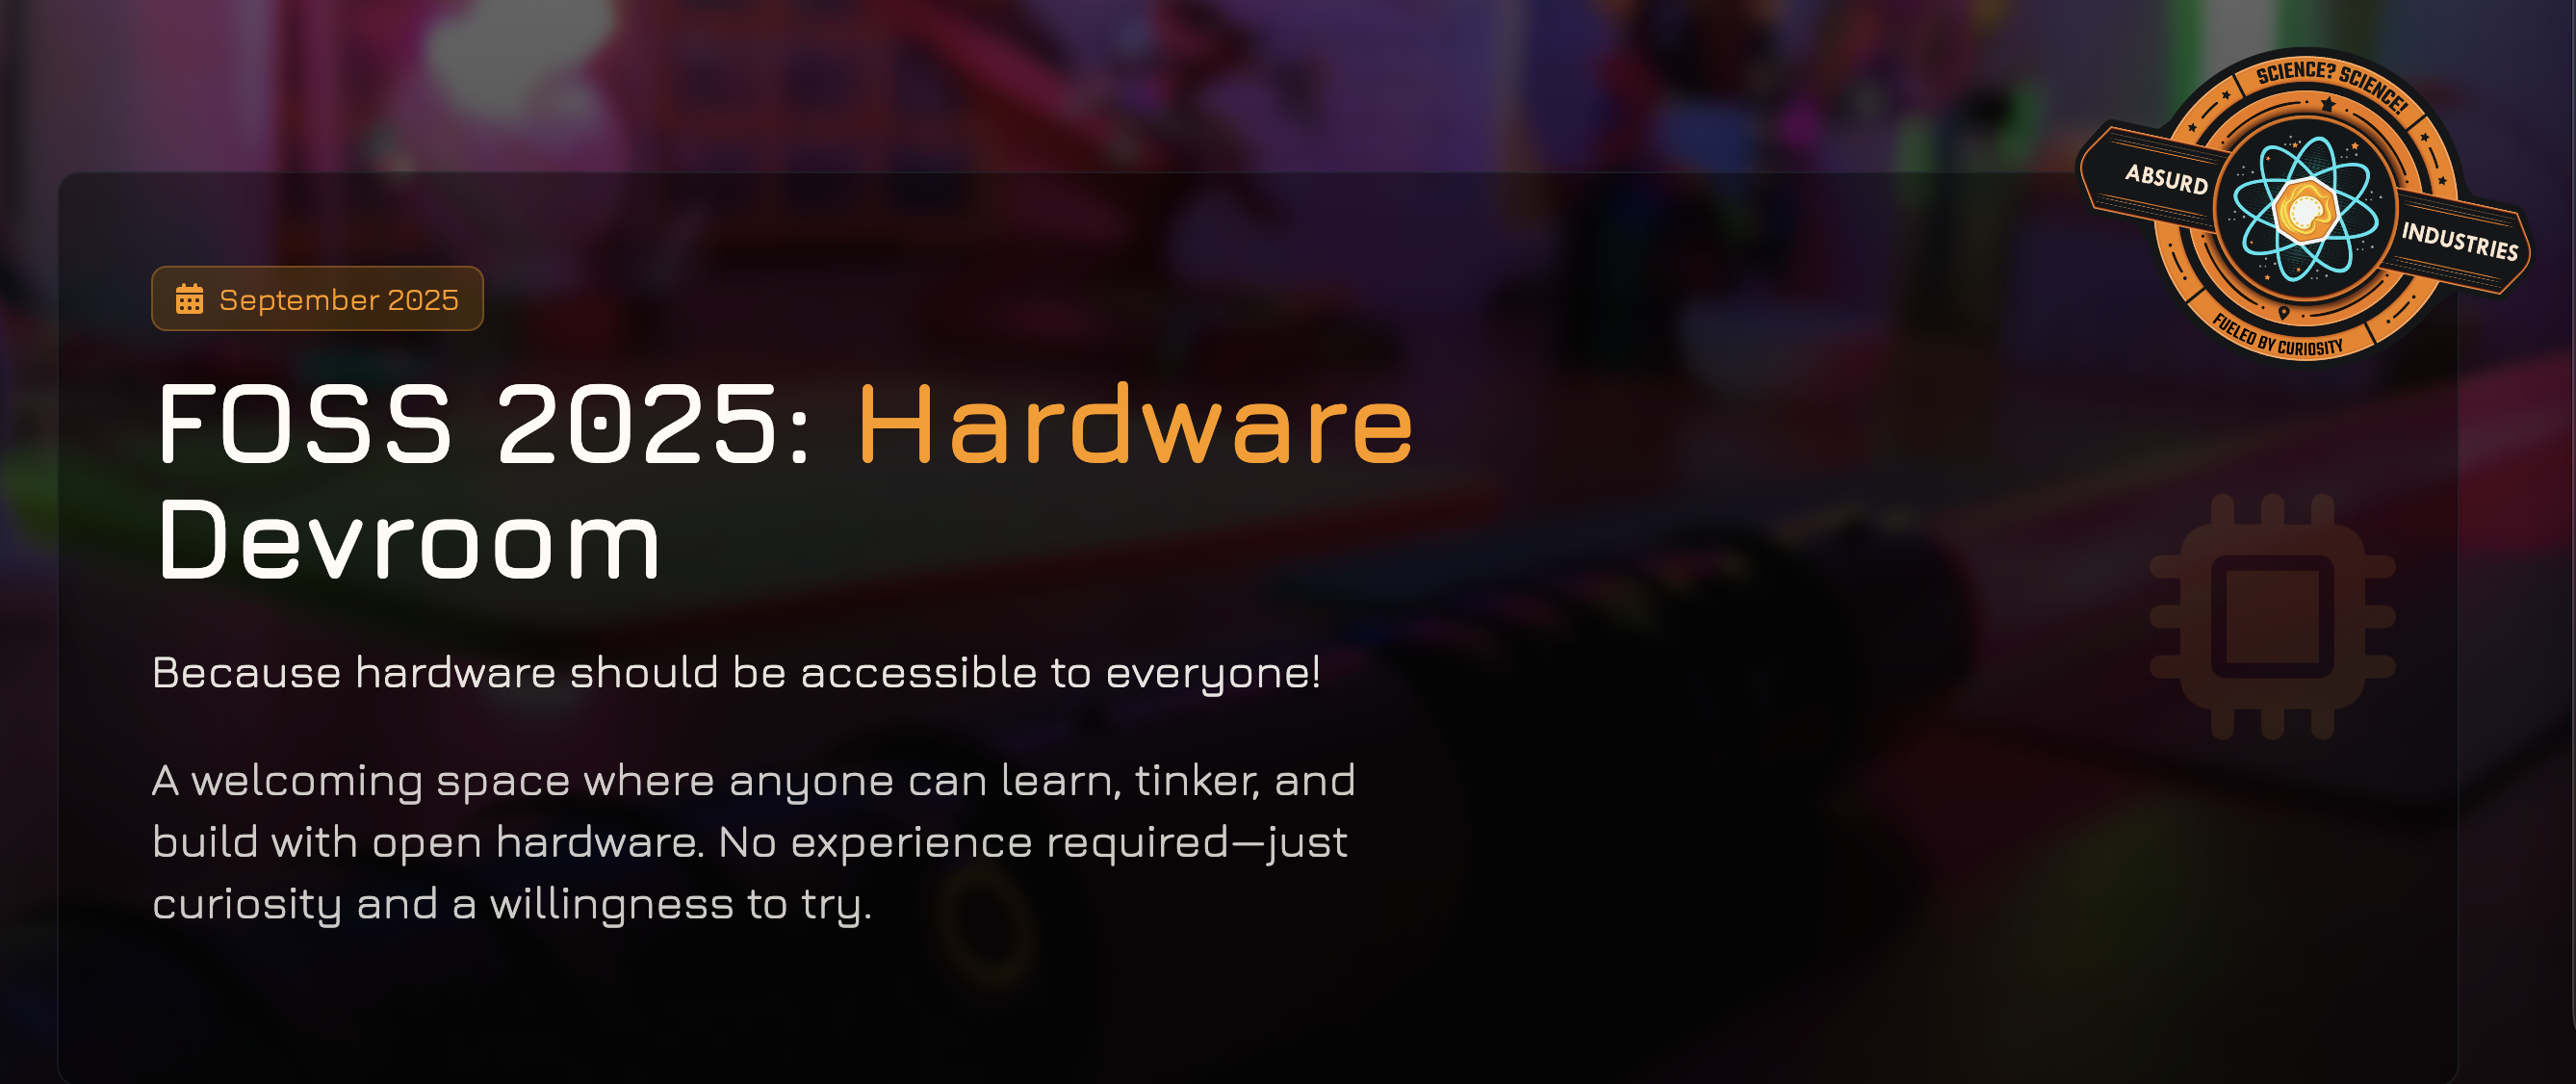 SCIENCE? SCIENCE!
ABSURD
INDUSTRIES
FUELED BY CURIOSITY
September 2025
FOSS 2025: Hardware
Devroom
Because hardware should be accessible to everyone!
A welcoming space where anyone can learn, tinker, and
build with open hardware. No experience required—just
curiosity and a willingness to try.